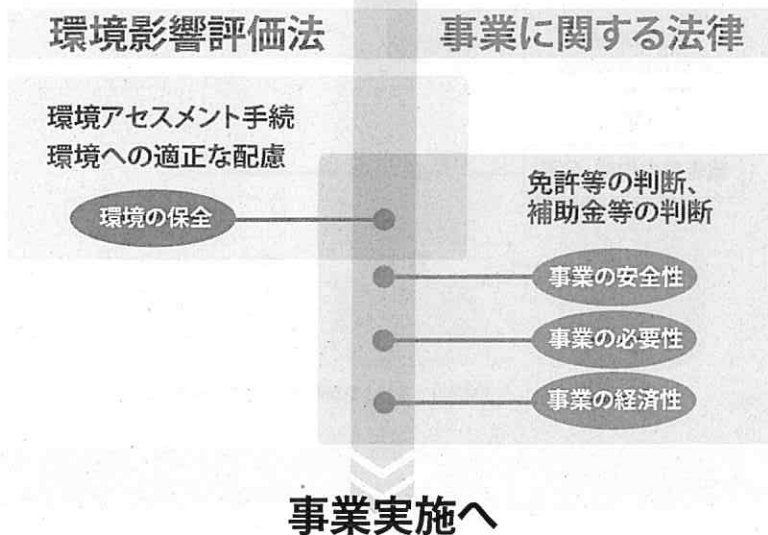 環境影響評価法
事業に関する法律
環境アセスメント手続
環境への適正な配慮
環境の保全
免許等の判断、
補助金等の判断
事業の安全性
事業の必要性
事業の経済性
事業実施へ